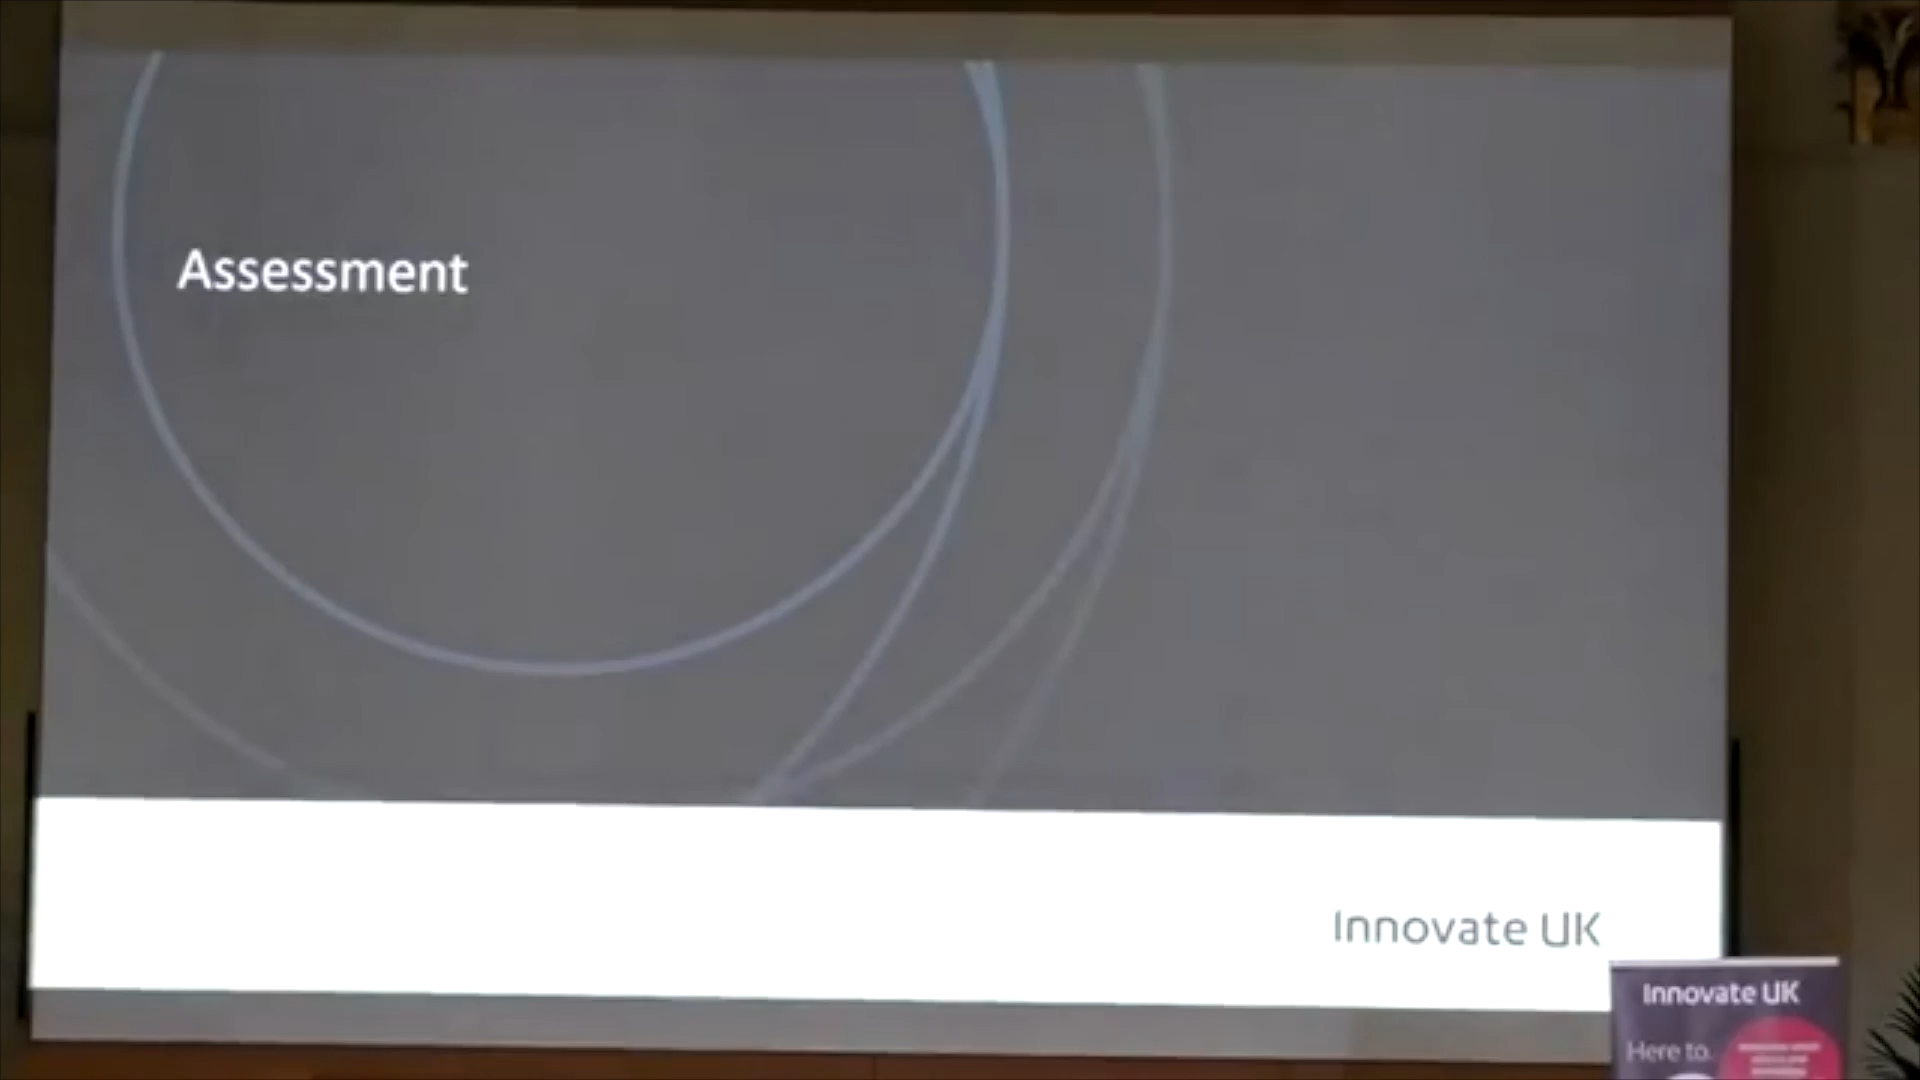 Assessment
Innovate UK
Innovate UK
Here to